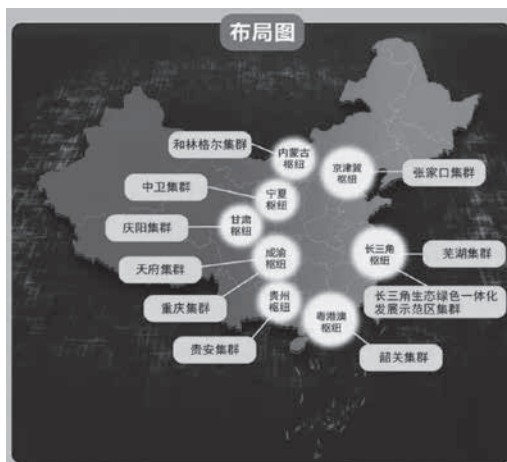 布局图
和林格尔集群
内蒙古
枢纽
京津冀
枢纽
张家口集群
中卫集群
宁夏
枢纽
庆阳集群
甘肃
枢纽
长三角
枢纽
芜湖集群
天府集群
成渝
枢纽
重庆集群
长三角生态绿色一体化
发展示范区集群
贵州
枢纽
粤港澳
枢纽
贵安集群
韶关集群